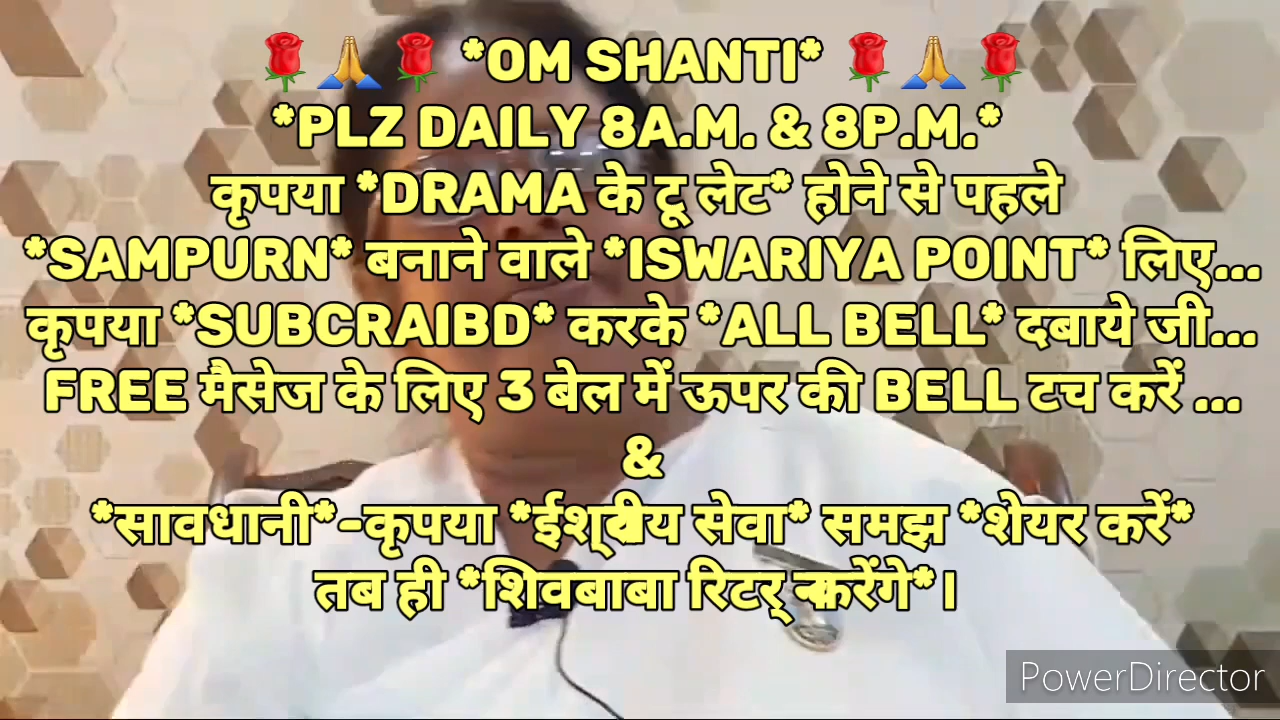 🌹🙏🌹 *OM SHANTI* 🌹🙏🌹
*PLZ DAILY 8A.M. & 8P.M.*
कृपया *DRAMA के टू लेट* होने से पहले
*SAMPURN* बनाने वाले *ISWARIYA POINT* लिए...
कृपया *SUBCRAIBD* करके *ALL BELL* दबाये जी...
FREE मैसेज के लिए 3 बेल में ऊपर की BELL टच करें ...
&
*सावधानी*-कृपया *ईश्वरीय सेवा* समझ *शेयर करें*
तब ही *शिवबाबा रिटर्न करेंगे*।
PowerDirector